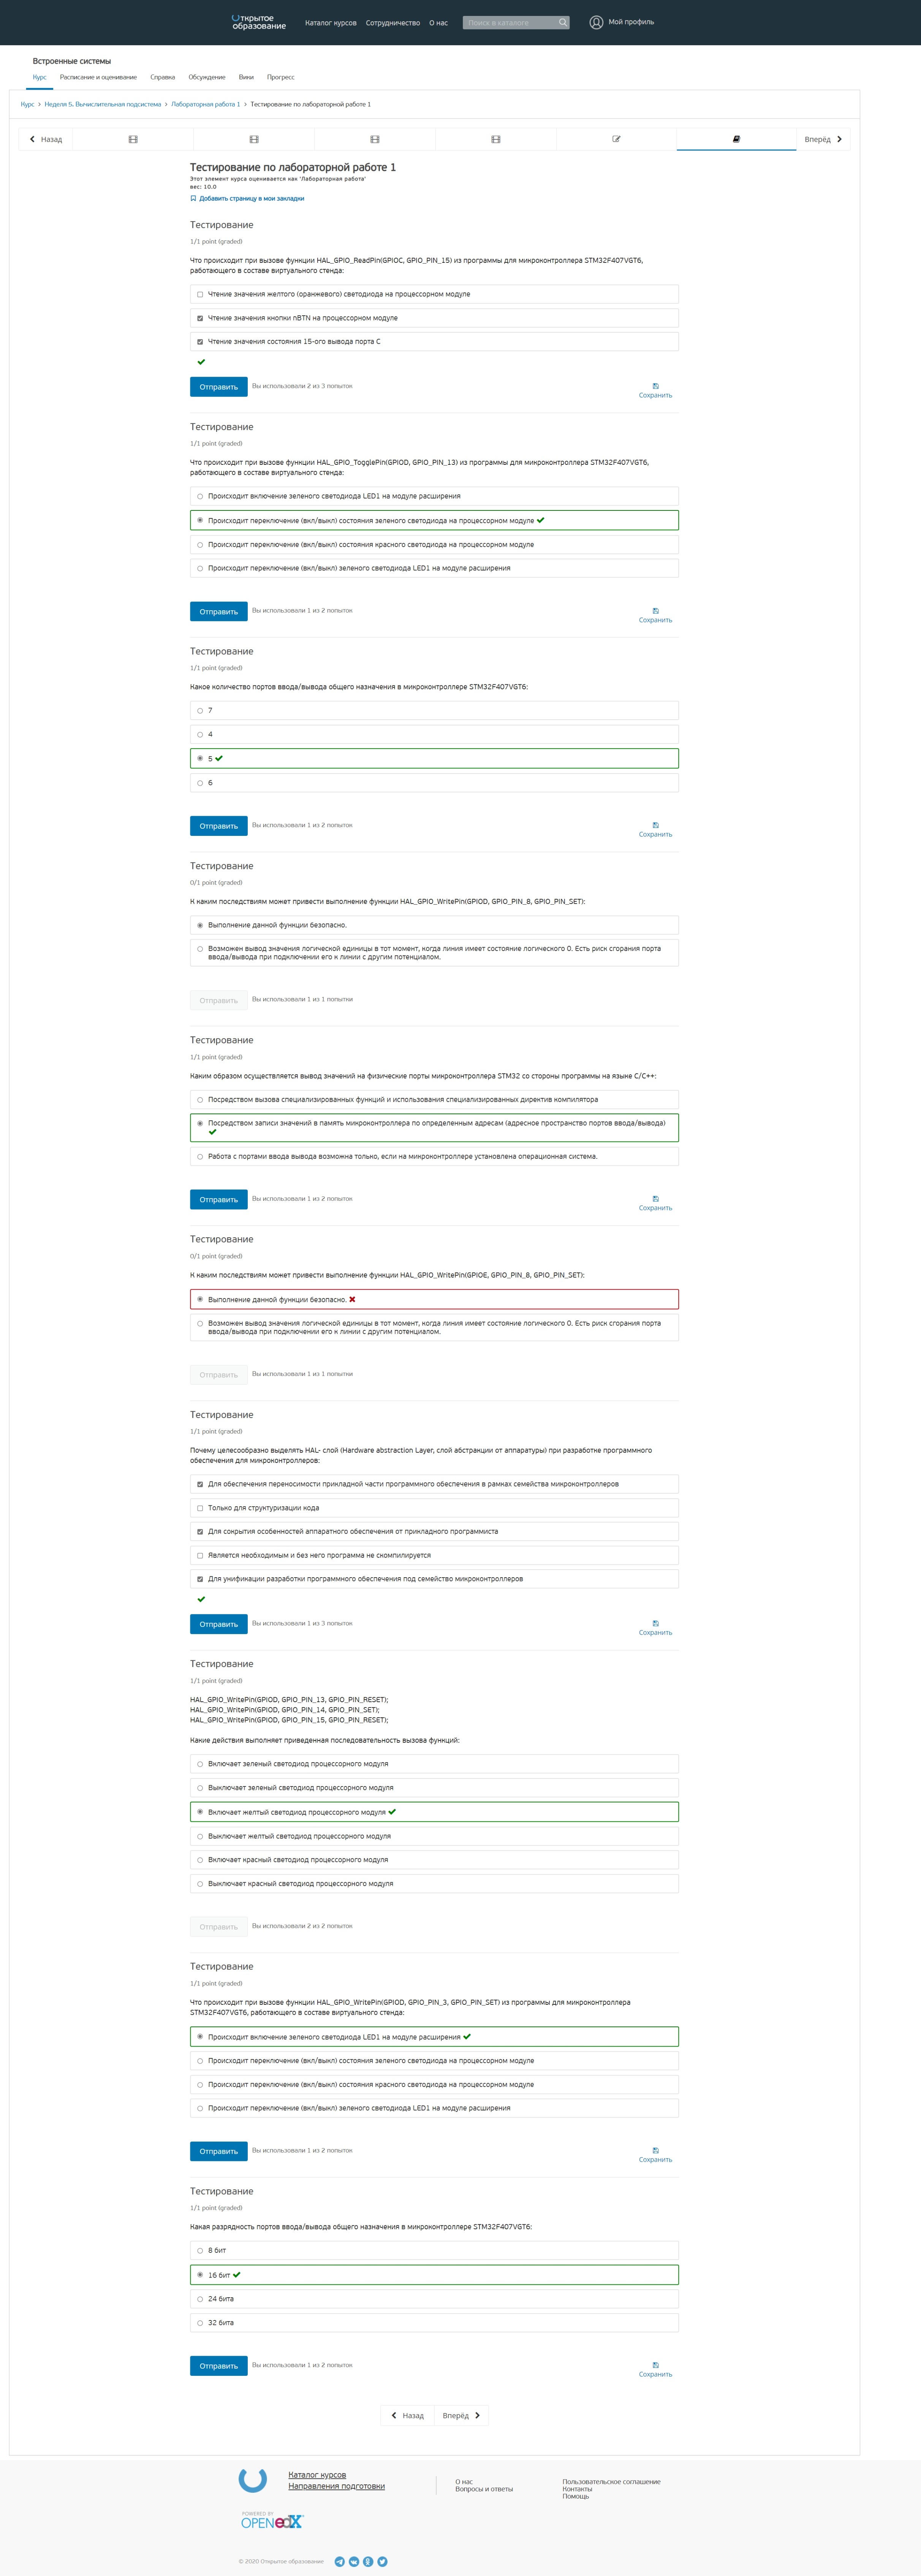 Открытое
образование
Каталог курсов
Сотрудничество
О нас
Поиск в каталоге
Мой профиль
Встроенные системы
Курс
Расписание и оценивание
Справка
Обсуждение
Вики
Прогресс
Курс > Неделя 5. Вычислительная подсистема > Лабораторная работа 1 > Тестирование по лабораторной работе 1
Назад
Вперёд
Тестирование по лабораторной работе 1
Этот элемент курса оценивается как 'Лабораторная работа'
вес: 10.0
Добавить страницу в мои закладки
Тестирование
1/1 point (graded)
Что происходит при вызове функции HAL_GPIO_ReadPin(GPIOC, GPIO_PIN_15) из программы для микроконтроллера STM32F407VGT6,
работающего в составе виртуального стенда:
Чтение значения желтого (оранжевого) светодиода на процессорном модуле
Чтение значения кнопки nBTN на процессорном модуле
Чтение значения состояния 15-ого вывода порта C
Отправить
Вы использовали 2 из 3 попыток
Сохранить
Тестирование
1/1 point (graded)
Что происходит при вызове функции HAL_GPIO_TogglePin(GPIOD, GPIO_PIN_13) из программы для микроконтроллера STM32F407VGT6,
работающего в составе виртуального стенда:
Происходит включение зеленого светодиода LED1 на модуле расширения
Происходит переключение (вкл/выкл) состояния зеленого светодиода на процессорном модуле
Происходит переключение (вкл/выкл) состояния красного светодиода на процессорном модуле
Происходит переключение (вкл/выкл) зеленого светодиода LED1 на модуле расширения
Отправить
Вы использовали 1 из 2 попыток
Сохранить
Тестирование
1/1 point (graded)
Какое количество портов ввода/вывода общего назначения в микроконтроллере STM32F407VGT6:
7
4
5
6
Отправить
Вы использовали 1 из 2 попыток
Сохранить
Тестирование
0/1 point (graded)
К каким последствиям может привести выполнение функции HAL_GPIO_WritePin(GPIOD, GPIO_PIN_8, GPIO_PIN_SET):
Выполнение данной функции безопасно.
Возможен вывод значения логической единицы в тот момент, когда линия имеет состояние логического 0. Есть риск сгорания порта
ввода/вывода при подключении его к линии с другим потенциалом.
Отправить
Вы использовали 1 из 1 попытки
Тестирование
1/1 point (graded)
Каким образом осуществляется вывод значений на физические порты микроконтроллера STM32 со стороны программы на языке C/C++:
Посредством вызова специализированных функций и использования специализированных директив компилятора
Посредством записи значений в память микроконтроллера по определенным адресам (адресное пространство портов ввода/вывода)
Работа с портами ввода вывода возможна только, если на микроконтроллере установлена операционная система.
Отправить
Вы использовали 1 из 2 попыток
Сохранить
Тестирование
0/1 point (graded)
К каким последствиям может привести выполнение функции HAL_GPIO_WritePin(GPIOE, GPIO_PIN_8, GPIO_PIN_SET):
Выполнение данной функции безопасно.
Возможен вывод значения логической единицы в тот момент, когда линия имеет состояние логического 0. Есть риск сгорания порта
ввода/вывода при подключении его к линии с другим потенциалом.
Отправить
Вы использовали 1 из 1 попытки
Тестирование
1/1 point (graded)
Почему целесообразно выделять HAL- слой (Hardware abstraction Layer, слой абстракции от аппаратуры) при разработке программного
обеспечения для микроконтроллеров:
Для обеспечения переносимости прикладной части программного обеспечения в рамках семейства микроконтроллеров
Только для структуризации кода
Для сокрытия особенностей аппаратного обеспечения от прикладного программиста
Является необходимым и без него программа не скомпилируется
Для унификации разработки программного обеспечения под семейство микроконтроллеров
Отправить
Вы использовали 1 из 3 попыток
Сохранить
Тестирование
1/1 point (graded)
HAL_GPIO_WritePin(GPIOD, GPIO_PIN_13, GPIO_PIN_RESET);
HAL_GPIO_WritePin(GPIOD, GPIO_PIN_14, GPIO_PIN_SET);
HAL_GPIO_WritePin(GPIOD, GPIO_PIN_15, GPIO_PIN_RESET);
Какие действия выполняет приведенная последовательность вызова функций:
Включает зеленый светодиод процессорного модуля
Выключает зеленый светодиод процессорного модуля
Включает желтый светодиод процессорного модуля
Выключает желтый светодиод процессорного модуля
Включает красный светодиод процессорного модуля
Выключает красный светодиод процессорного модуля
Отправить
Вы использовали 2 из 2 попыток
Тестирование
1/1 point (graded)
Что происходит при вызове функции HAL_GPIO_WritePin(GPIOD, GPIO_PIN_3, GPIO_PIN_SET) из программы для микроконтроллера
STM32F407VGT6, работающего в составе виртуального стенда:
Происходит включение зеленого светодиода LED1 на модуле расширения
Происходит переключение (вкл/выкл) состояния зеленого светодиода на процессорном модуле
Происходит переключение (вкл/выкл) состояния красного светодиода на процессорном модуле
Происходит переключение (вкл/выкл) зеленого светодиода LED1 на модуле расширения
Отправить
Вы использовали 1 из 2 попыток
Сохранить
Тестирование
1/1 point (graded)
Какая разрядность портов ввода/вывода общего назначения в микроконтроллере STM32F407VGT6:
8 бит
16 бит
24 бита
32 бита
Отправить
Вы использовали 1 из 2 попыток
Сохранить
Назад
Вперёд
Каталог курсов
Направления подготовки
О нас
Вопросы и ответы
Пользовательское соглашение
Контакты
Помощь
POWERED BY
OPENedX
© 2020 Открытое образование